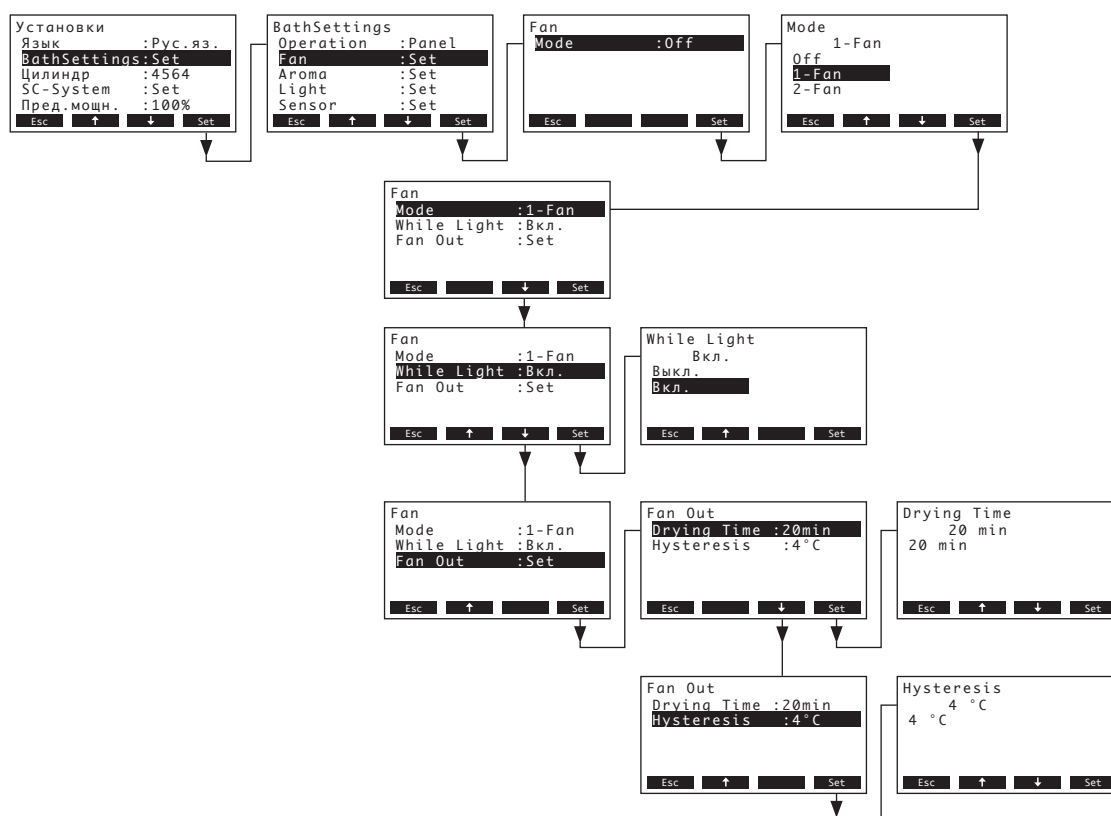 Установки
Язык :Рус.яз.
BathSettings:Set
Цилиндр :4564
SC-System :Set
Пред.мощн. :100%
Esc ↑ ↓ Set
BathSettings
Operation :Panel
Fan :Set
Aroma :Set
Light :Set
Sensor :Set
Esc ↑ ↓ Set
Fan
Mode :Off
Esc Set
Mode
1-Fan
Off
1-Fan
2-Fan
Esc ↑ ↓ Set
Fan
Mode :1-Fan
While Light :Вкл.
Fan Out :Set
Esc ↓ Set
Fan
Mode :1-Fan
While Light :Вкл.
Fan Out :Set
Esc ↑ ↓ Set
While Light
Вкл.
Выкл.
Вкл.
Esc ↑ Set
Fan
Mode :1-Fan
While Light :Вкл.
Fan Out :Set
Esc ↑ Set
Fan Out
Drying Time :20min
Hysteresis :4°C
Esc ↓ Set
Drying Time
20 min
20 min
Esc ↑ ↓ Set
Fan Out
Drying Time :20min
Hysteresis :4°C
Esc ↑ Set
Hysteresis
4 °C
4 °C
Esc ↑ ↓ Set